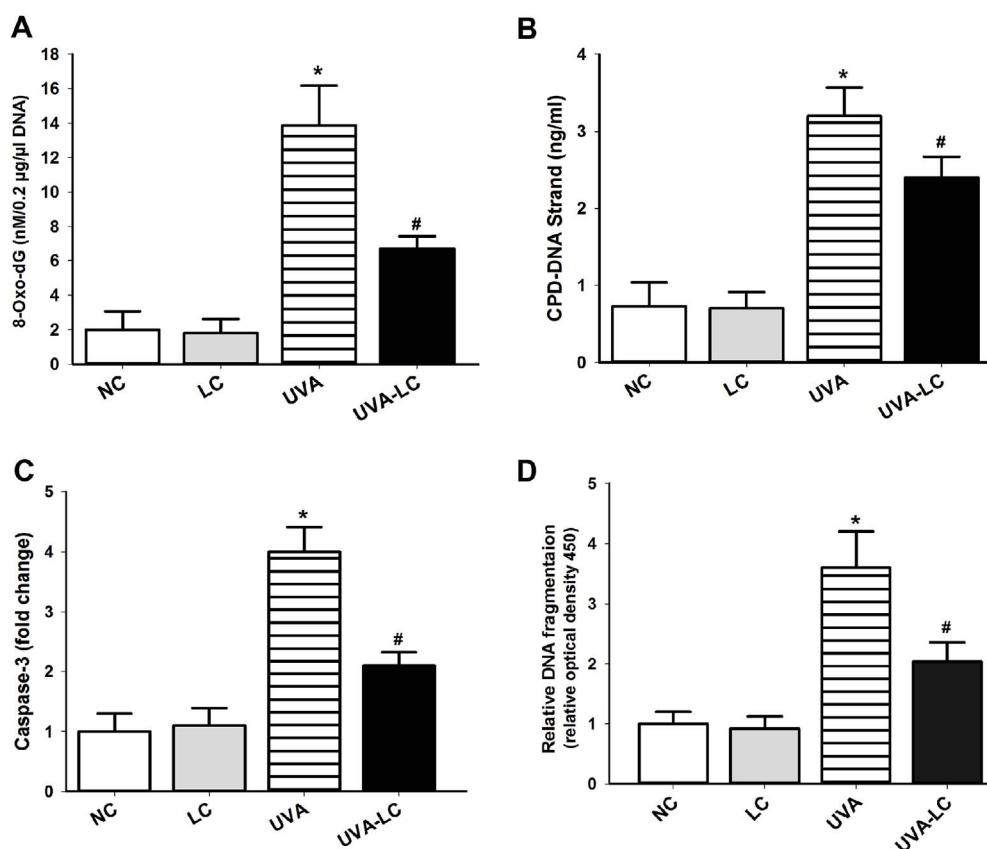 A
8-Oxo-dG (nM/0.2 µg/µl DNA)
18
16
14
12
10
8
6
4
2
0
*
#
NC
LC
UVA
UVA-LC
B
CPD-DNA Strand (ng/ml)
4
3
2
1
0
*
#
NC
LC
UVA
UVA-LC
C
Caspase-3 (fold change)
5
4
3
2
1
0
*
#
NC
LC
UVA
UVA-LC
D
Relative DNA fragmentaion
(relative optical density 450)
5
4
3
2
1
0
*
#
NC
LC
UVA
UVA-LC